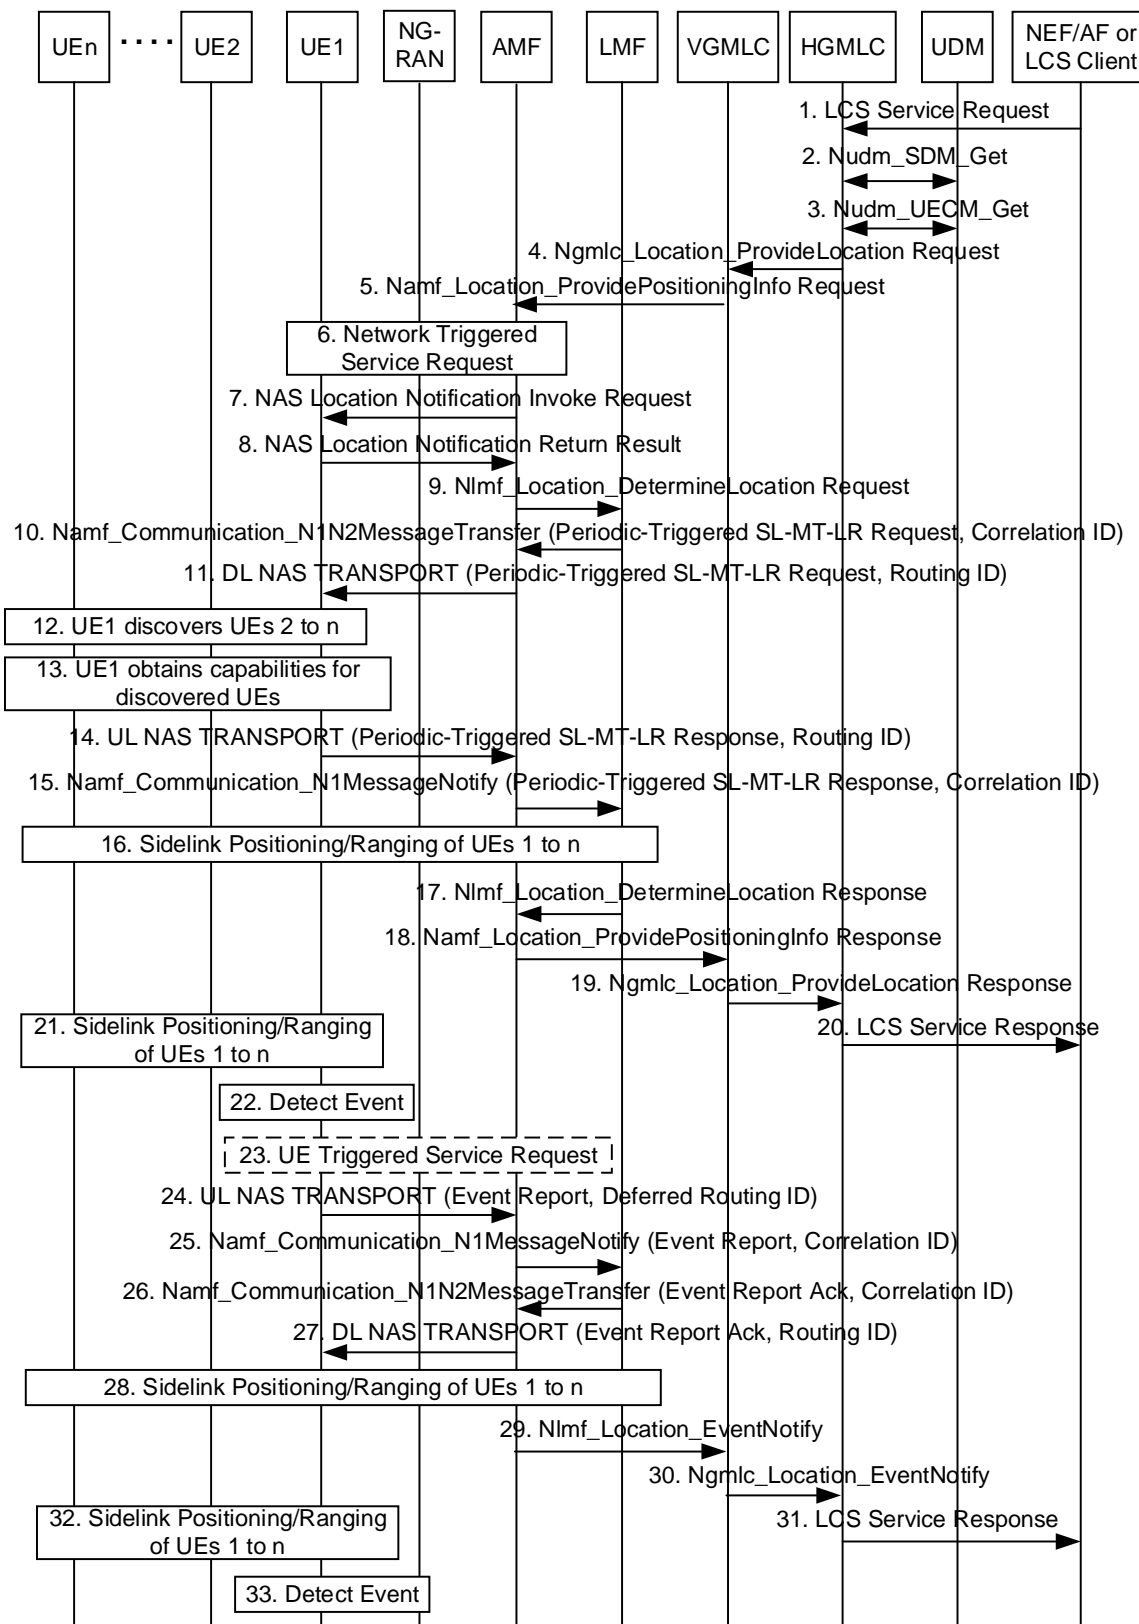 UEn
UE2
UE1
NG-
RAN
AMF
LMF
VGMLC
HGMLC
UDM
NEF/AF or
LCS Client
1. LCS Service Request
2. Nudm_SDM_Get
3. Nudm_UECM_Get
4. Ngmlc_Location_ProvideLocation Request
5. Namf_Location_ProvidePositioningInfo Request
6. Network Triggered
Service Request
7. NAS Location Notification Invoke Request
8. NAS Location Notification Return Result
9. Nlmf_Location_DetermineLocation Request
10. Namf_Communication_N1N2MessageTransfer (Periodic-Triggered SL-MT-LR Request, Correlation ID)
11. DL NAS TRANSPORT (Periodic-Triggered SL-MT-LR Request, Routing ID)
12. UE1 discovers UEs 2 to n
13. UE1 obtains capabilities for
discovered UEs
14. UL NAS TRANSPORT (Periodic-Triggered SL-MT-LR Response, Routing ID)
15. Namf_Communication_N1MessageNotify (Periodic-Triggered SL-MT-LR Response, Correlation ID)
16. Sidelink Positioning/Ranging of UEs 1 to n
17. Nlmf_Location_DetermineLocation Response
18. Namf_Location_ProvidePositioningInfo Response
19. Ngmlc_Location_ProvideLocation Response
20. LCS Service Response
21. Sidelink Positioning/Ranging
of UEs 1 to n
22. Detect Event
23. UE Triggered Service Request
24. UL NAS TRANSPORT (Event Report, Deferred Routing ID)
25. Namf_Communication_N1MessageNotify (Event Report, Correlation ID)
26. Namf_Communication_N1N2MessageTransfer (Event Report Ack, Correlation ID)
27. DL NAS TRANSPORT (Event Report Ack, Routing ID)
28. Sidelink Positioning/Ranging of UEs 1 to n
29. Nlmf_Location_EventNotify
30. Ngmlc_Location_EventNotify
31. LCS Service Response
32. Sidelink Positioning/Ranging
of UEs 1 to n
33. Detect Event